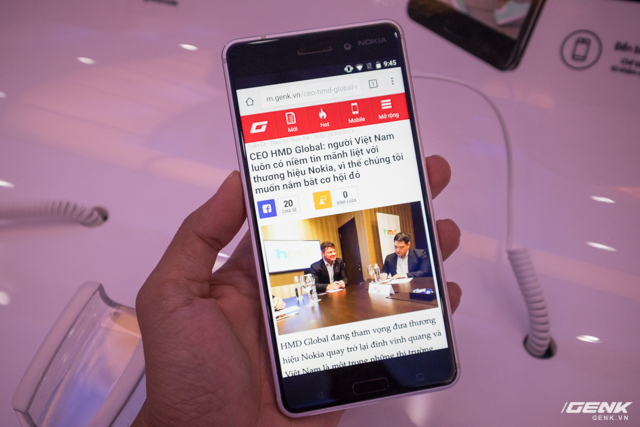 NOKIA
9:45
m.genk.vn/ceo-hmd-global-
1
Mới
Hot
Mobile
Mở rộng
CEO HMD Global: người Việt Nam
luôn có niềm tin mãnh liệt với
thương hiệu Nokia, vì thế chúng tôi
muốn nắm bắt cơ hội đó
20
CHIA SẺ
0
BÌNH LUẬN
HMD Global đang tham vọng đưa thương
hiệu Nokia quay trở lại đỉnh vinh quang và
Việt Nam là một trong những thị trường
GENK
GENK.VN